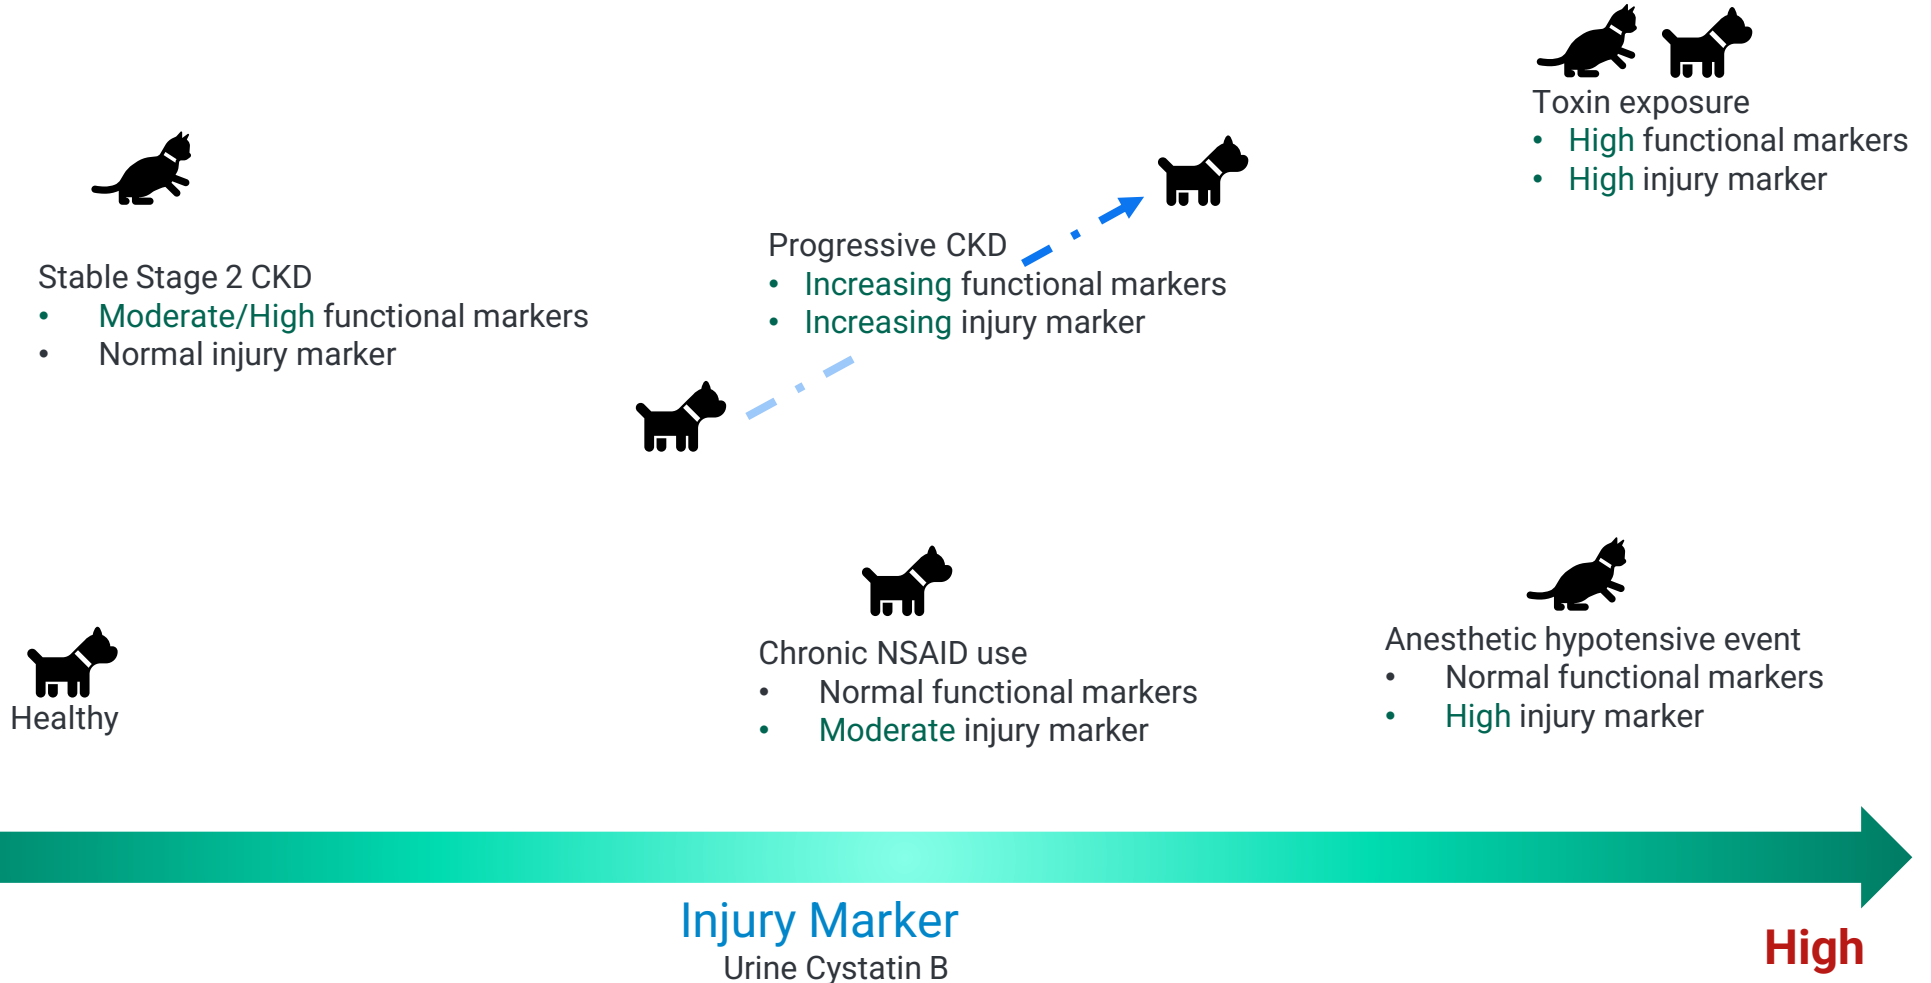 Toxin exposure
• High functional markers
• High injury marker
Stable Stage 2 CKD
• Moderate/High functional markers
• Normal injury marker
Progressive CKD
• Increasing functional markers
• Increasing injury marker
Healthy
Chronic NSAID use
• Normal functional markers
• Moderate injury marker
Anesthetic hypotensive event
• Normal functional markers
• High injury marker
Injury Marker
Urine Cystatin B
High